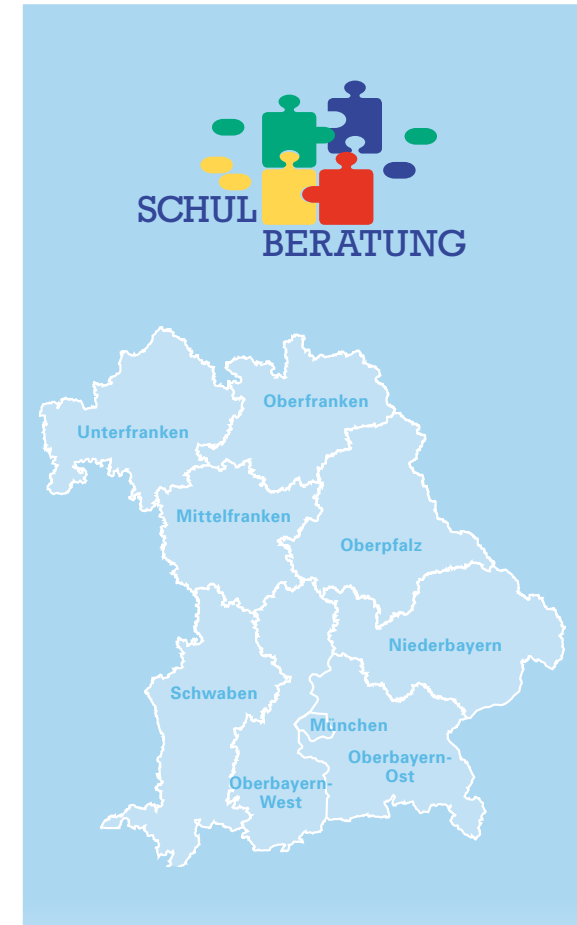 SCHUL
BERATUNG
Oberfranken
Unterfranken
Mittelfranken
Oberpfalz
Niederbayern
Schwaben
München
Oberbayern-
Ost
Oberbayern-
West